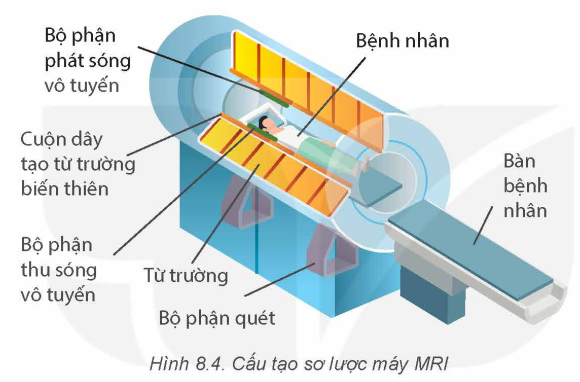 Bộ phận
phát sóng
vô tuyến
Bệnh nhân
Cuộn dây
tạo từ trường
biến thiên
Bàn
bệnh
nhân
Bộ phận
thu sóng
vô tuyến
Từ trường
Bộ phận quét
Hình 8.4. Cấu tạo sơ lược máy MRI